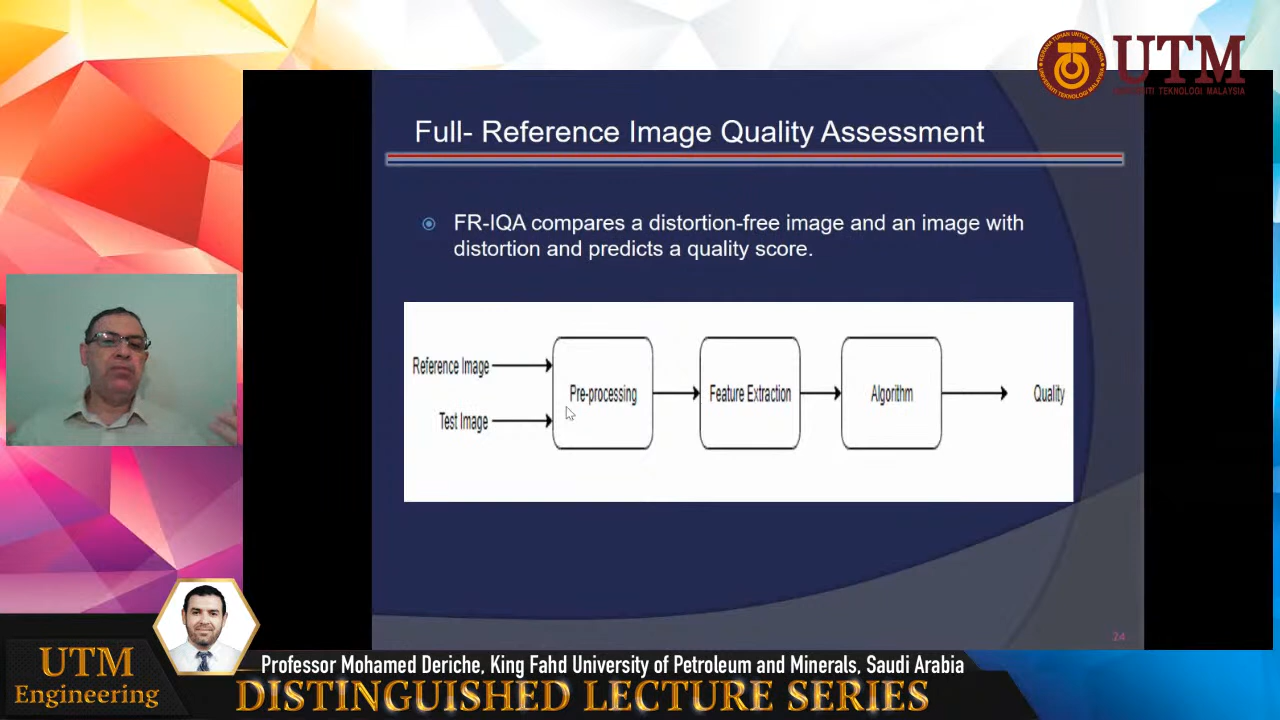 UTM
UNIVERSITI TEKNOLOGI MALAYSIA
Full- Reference Image Quality Assessment
FR-IQA compares a distortion-free image and an image with
distortion and predicts a quality score.
Reference Image
Test Image
Pre-processing
Feature Extraction
Algorithm
Quality
24
UTM
Engineering
Professor Mohamed Deriche, King Fahd University of Petroleum and Minerals, Saudi Arabia
DISTINGUISHED LECTURE SERIES